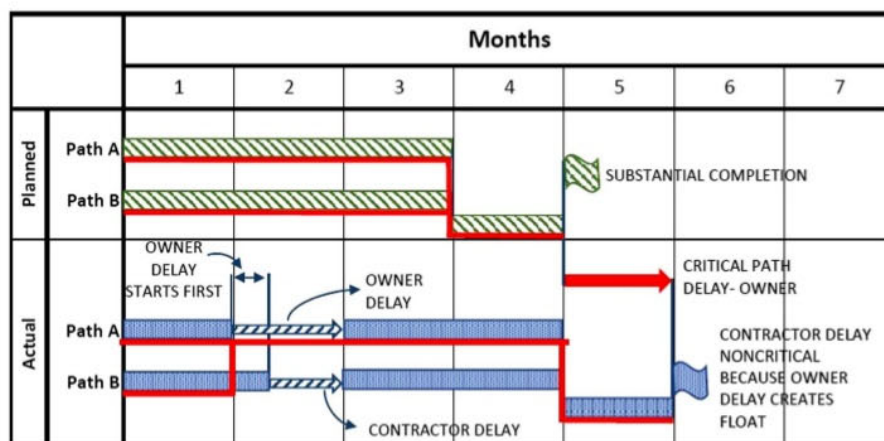 Months
1 2 3 4 5 6 7
Planned
Path A
Path B
SUBSTANTIAL COMPLETION
Actual
OWNER
DELAY
STARTS FIRST
OWNER
DELAY
CRITICAL PATH
DELAY- OWNER
Path A
Path B
CONTRACTOR DELAY
NONCRITICAL
BECAUSE OWNER
DELAY CREATES
FLOAT
CONTRACTOR DELAY